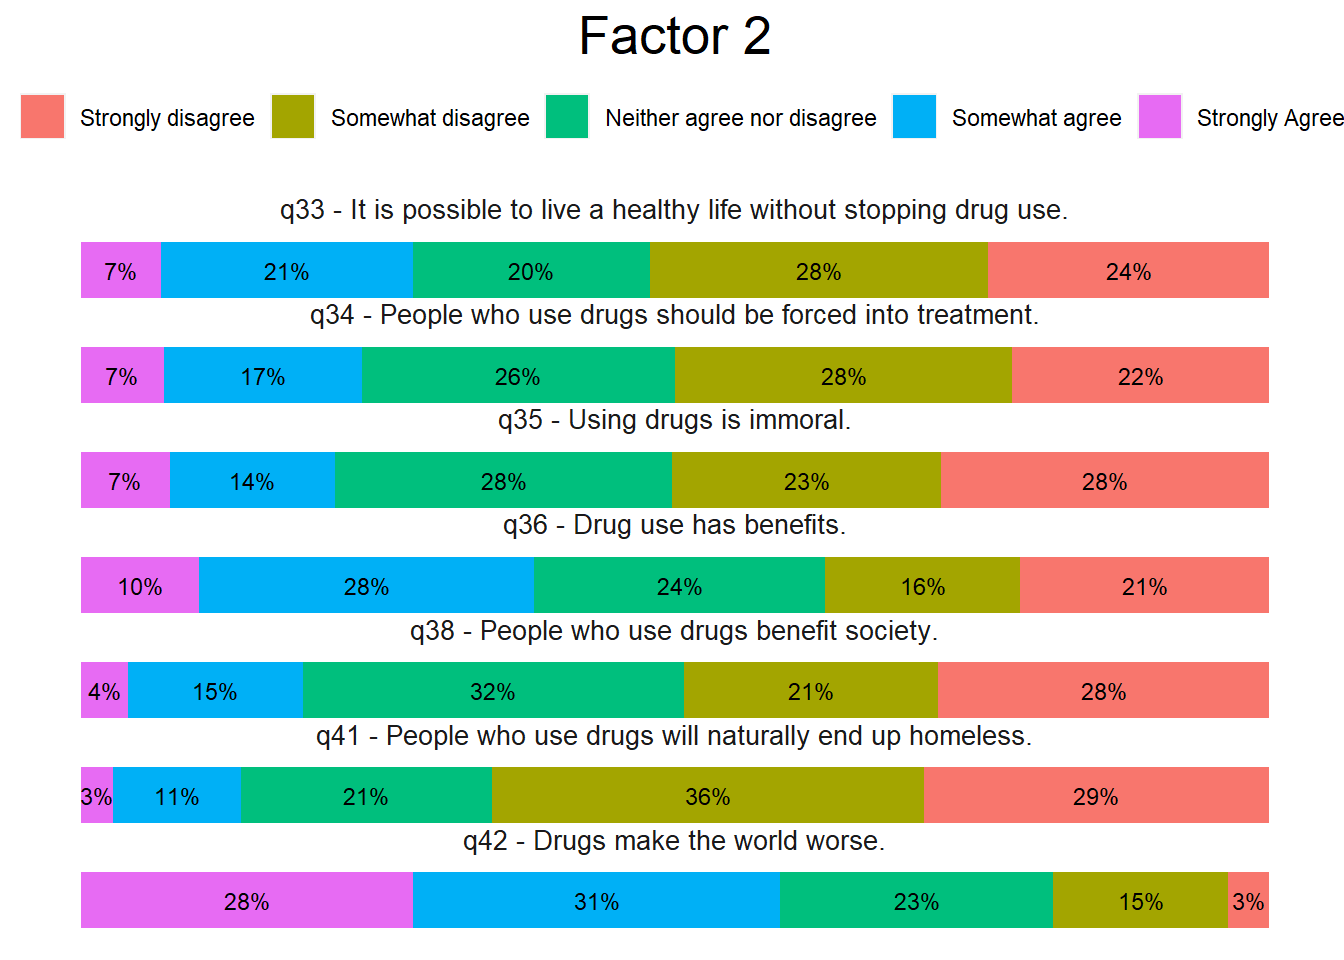 Factor 2
Strongly disagree Somewhat disagree Neither agree nor disagree Somewhat agree Strongly Agree
q33 - It is possible to live a healthy life without stopping drug use.
7% 21% 20% 28% 24%
q34 - People who use drugs should be forced into treatment.
7% 17% 26% 28% 22%
q35 - Using drugs is immoral.
7% 14% 28% 23% 28%
q36 - Drug use has benefits.
10% 28% 24% 16% 21%
q38 - People who use drugs benefit society.
4% 15% 32% 21% 28%
q41 - People who use drugs will naturally end up homeless.
3% 11% 21% 36% 29%
q42 - Drugs make the world worse.
28% 31% 23% 15% 3%